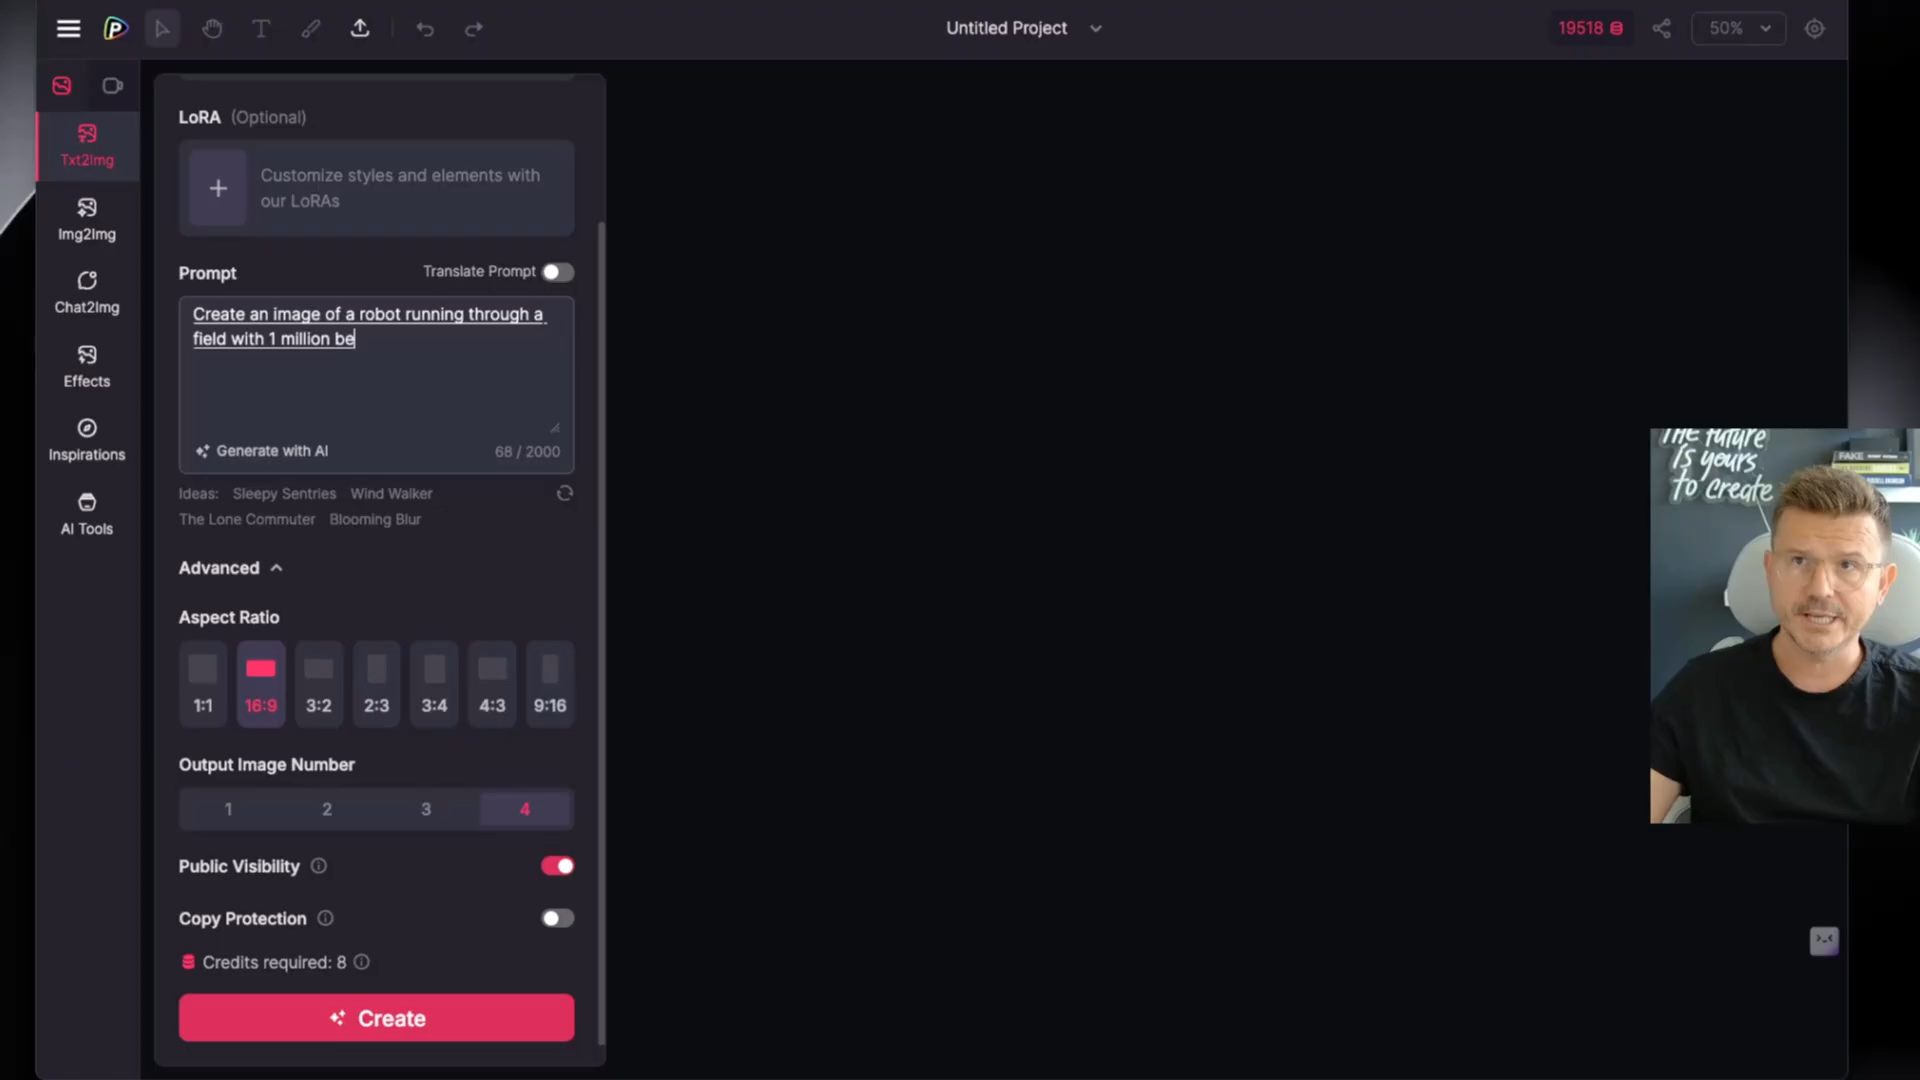 Untitled Project
19518
50%
Txt2Img
Img2Img
Chat2Img
Effects
Inspirations
AI Tools
LoRA (Optional)
Customize styles and elements with
our LoRAs
Prompt
Translate Prompt
Create an image of a robot running through a
field with 1 million be
Generate with AI
68 / 2000
Ideas: Sleepy Sentries Wind Walker
The Lone Commuter Blooming Blur
Advanced
Aspect Ratio
1:1 16:9 3:2 2:3 3:4 4:3 9:16
Output Image Number
1 2 3 4
Public Visibility
Copy Protection
Credits required: 8
Create
THE future
Is yours
to create
FAKE